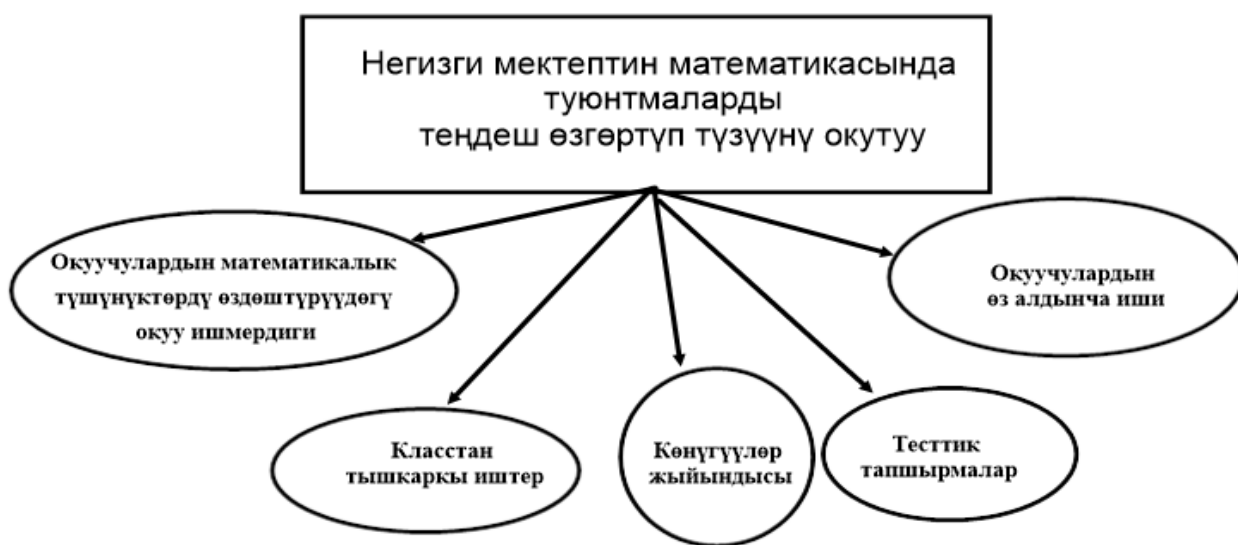 Негизги мектептин математикасында
туюнтмаларды
теңдеш өзгөртүп түзүүнү окутуу
Окуучулардын математикалык
түшүнүктөрдү өздөштүрүүдөгү
окуу ишмердиги
Окуучулардын
өз алдынча иши
Класстан
тышкаркы иштер
Көнүгүүлөр
жыйындысы
Тесттик
тапшырмалар